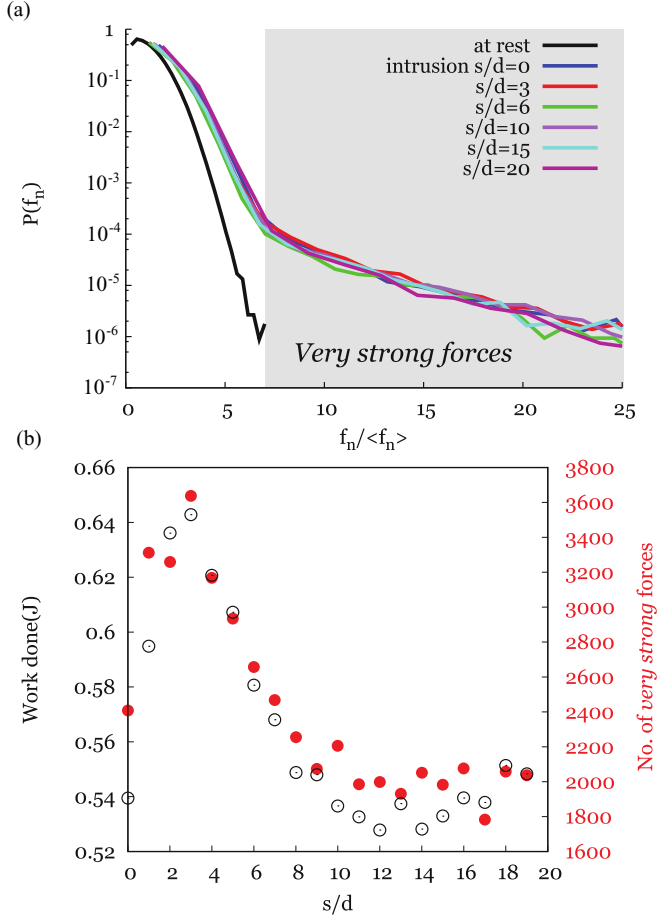 (a)
1
10-1
10-2
10-3
10-4
10-5
10-6
10-7
P(fn)
at rest
intrusion s/d=0
s/d=3
s/d=6
s/d=10
s/d=15
s/d=20
Very strong forces
0 5 10 15 20 25
fn/<fn>
(b)
0.66
0.64
0.62
0.6
0.58
0.56
0.54
0.52
Work done(J)
3800
3600
3400
3200
3000
2800
2600
2400
2200
2000
1800
1600
No. of very strong forces
0 2 4 6 8 10 12 14 16 18 20
s/d